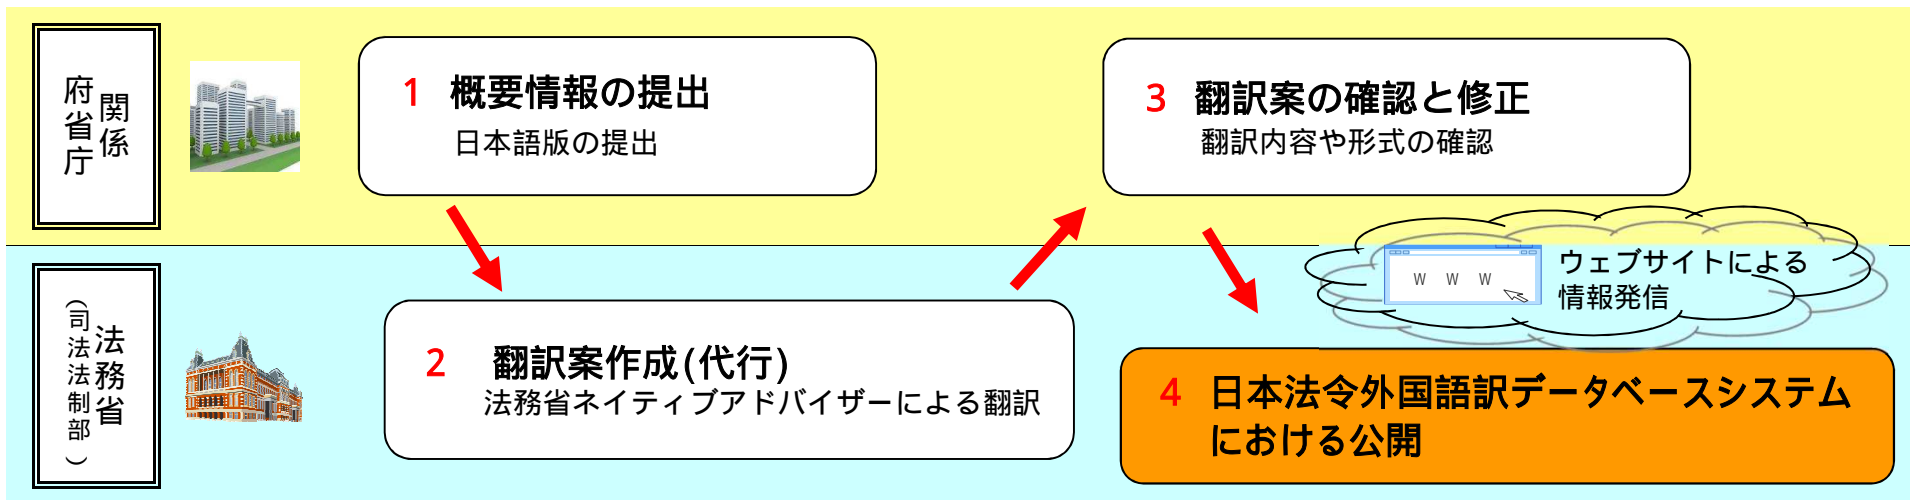 関係
府省庁
1 概要情報の提出
日本語版の提出
3 翻訳案の確認と修正
翻訳内容や形式の確認
法務省
(司法法制部)
2 翻訳案作成(代行)
法務省ネイティブアドバイザーによる翻訳
W W W
ウェブサイトによる
情報発信
4 日本法令外国語訳データベースシステム
における公開